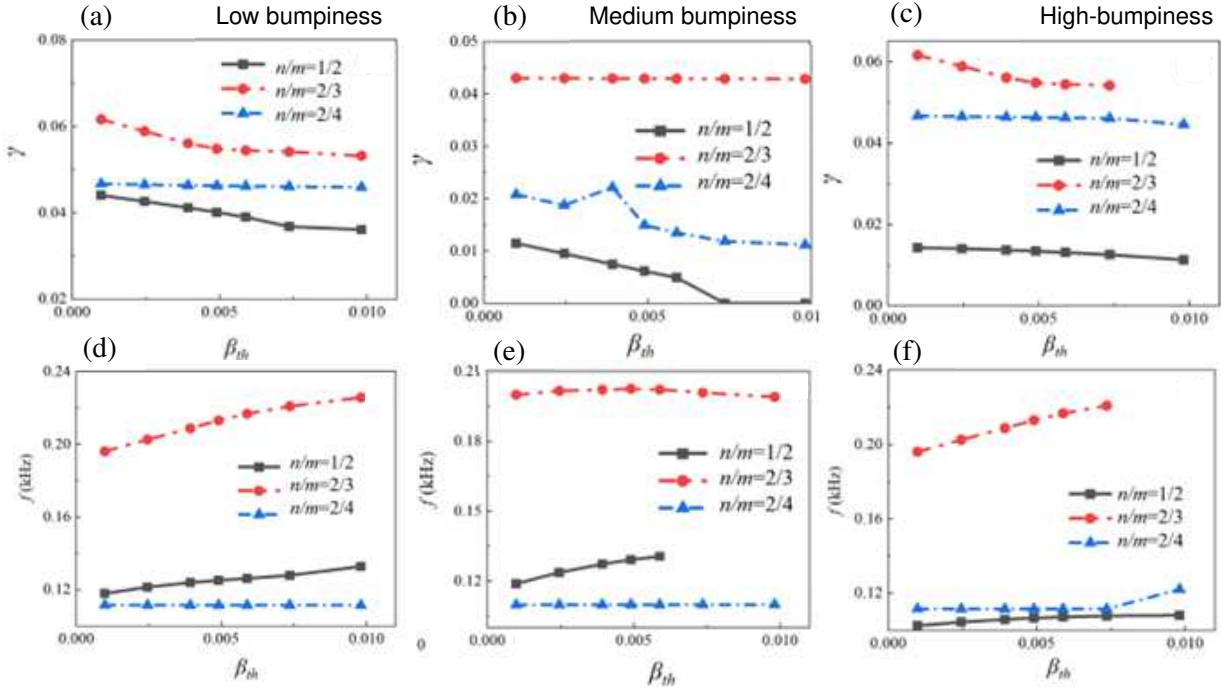 (a) Low bumpiness
0.08
n/m=1/2
n/m=2/3
n/m=2/4
0.06
γ
0.04
0.02
0.000 0.005 0.010
β_th
(b) Medium bumpiness
0.05
0.04
n/m=1/2
0.03
n/m=2/3
γ
n/m=2/4
0.02
0.01
0.00
0.000 0.005 0.01
β_th
(c) High-bumpiness
0.06
0.04
n/m=1/2
γ
n/m=2/3
n/m=2/4
0.02
0.00
0.000 0.005 0.010
β_th
(d)
0.24
0.20
n/m=1/2
f(kHz)
n/m=2/3
0.16
n/m=2/4
0.12
0.000 0.005 0.010
β_th
(e)
0.21
0.18
n/m=1/2
f(kHz)
n/m=2/3
0.15
n/m=2/4
0.12
0
0.000 0.005 0.010
β_th
(f)
0.24
0.20
f(kHz)
n/m=1/2
0.16
n/m=2/3
n/m=2/4
0.12
0.000 0.005 0.010
β_th